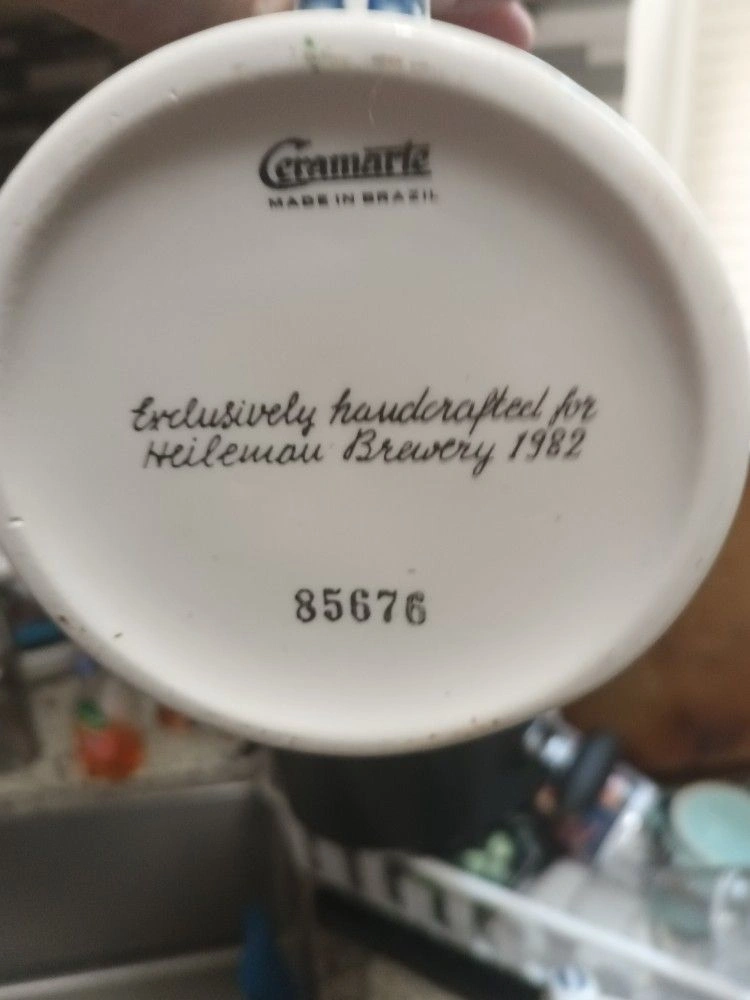 Ceramarte
MADE IN BRAZIL
Exclusively handcrafted for
Heileman Brewery 1982
85676